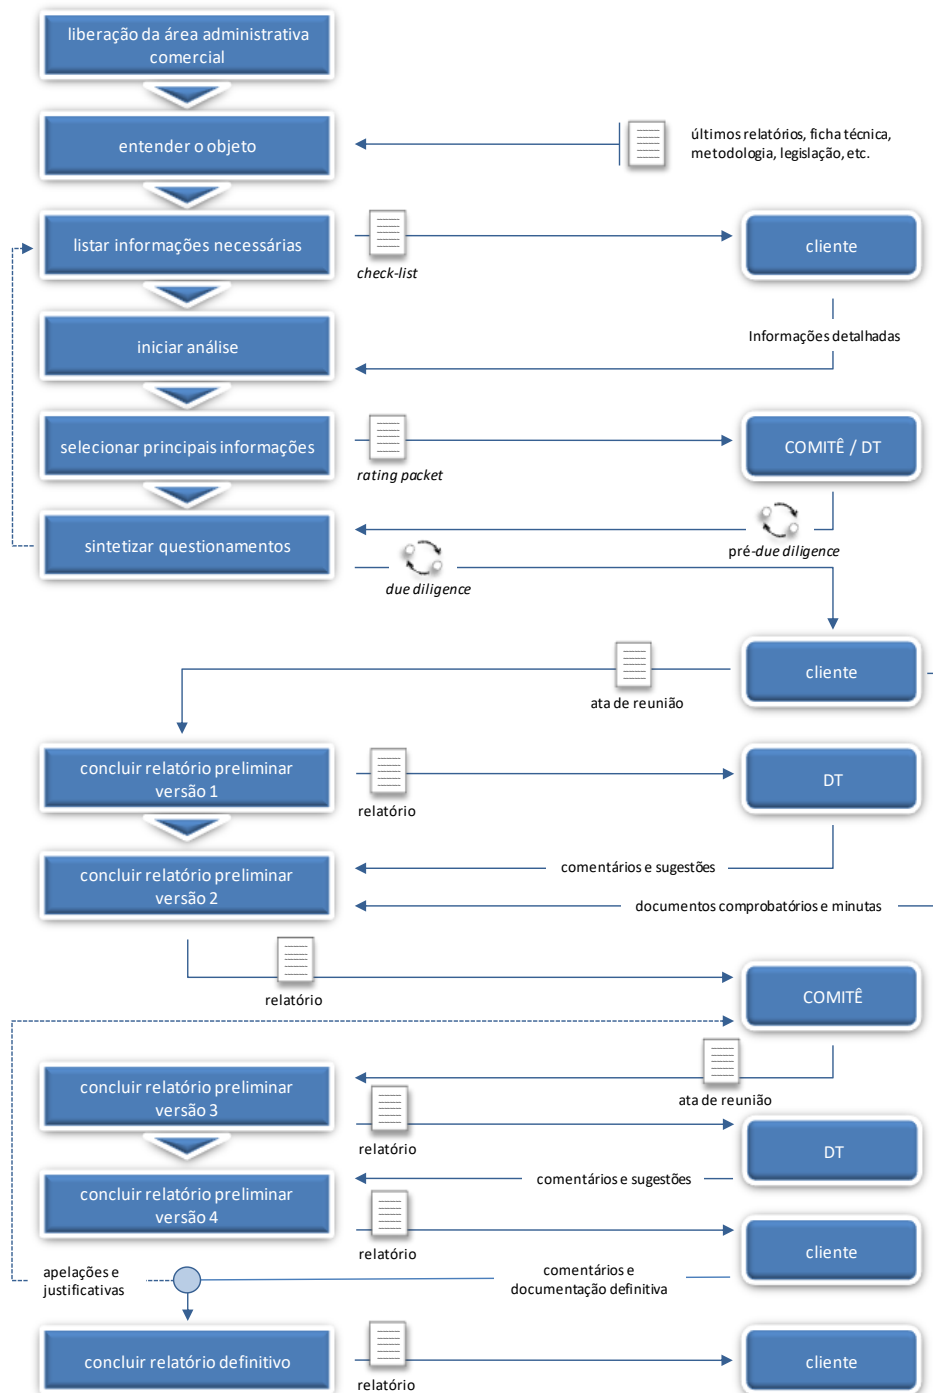 liberação da área administrativa
comercial
entender o objeto
últimos relatórios, ficha técnica,
metodologia, legislação, etc.
listar informações necessárias
check-list
cliente
Informações detalhadas
iniciar análise
selecionar principais informações
rating packet
COMITÊ / DT
pré-due diligence
sintetizar questionamentos
due diligence
cliente
ata de reunião
concluir relatório preliminar
versão 1
relatório
DT
comentários e sugestões
concluir relatório preliminar
versão 2
documentos comprobatórios e minutas
relatório
COMITÊ
ata de reunião
concluir relatório preliminar
versão 3
relatório
DT
comentários e sugestões
concluir relatório preliminar
versão 4
relatório
cliente
apelações e
justificativas
comentários e
documentação definitiva
concluir relatório definitivo
relatório
cliente